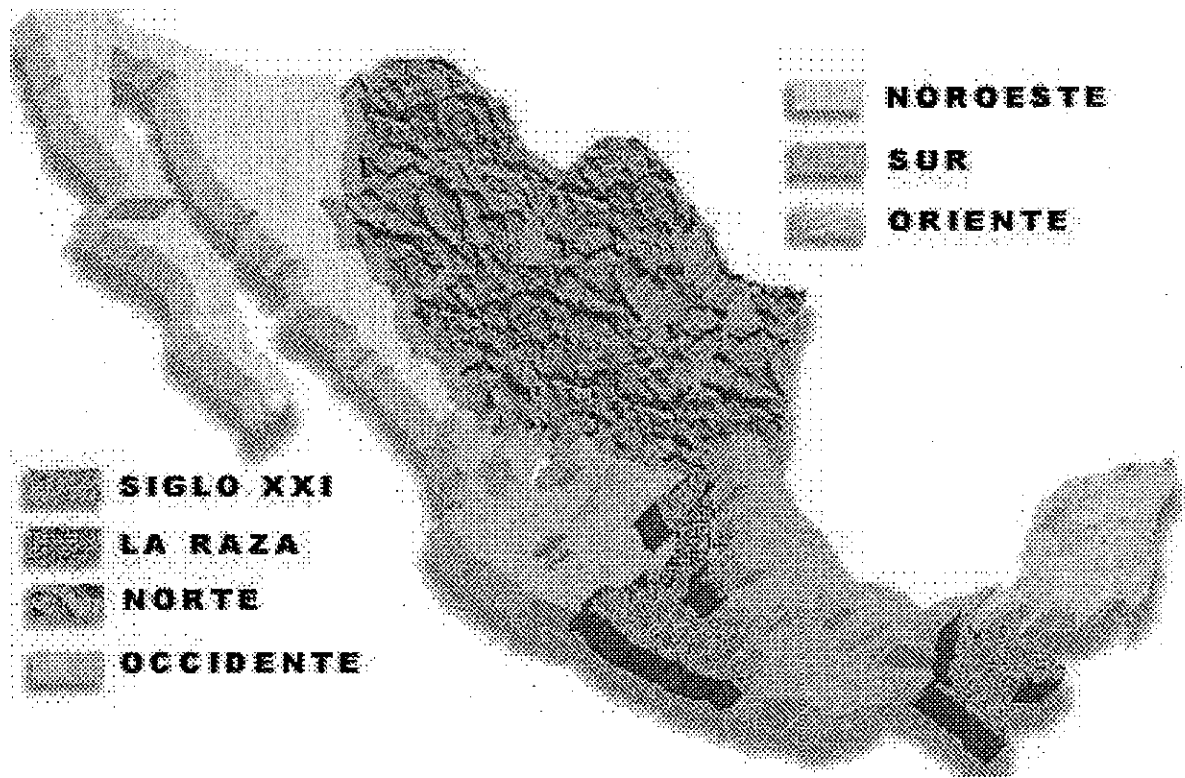 NOROESTE
SUR
ORIENTE
SIGLO XXI
LA RAZA
NORTE
OCCIDENTE